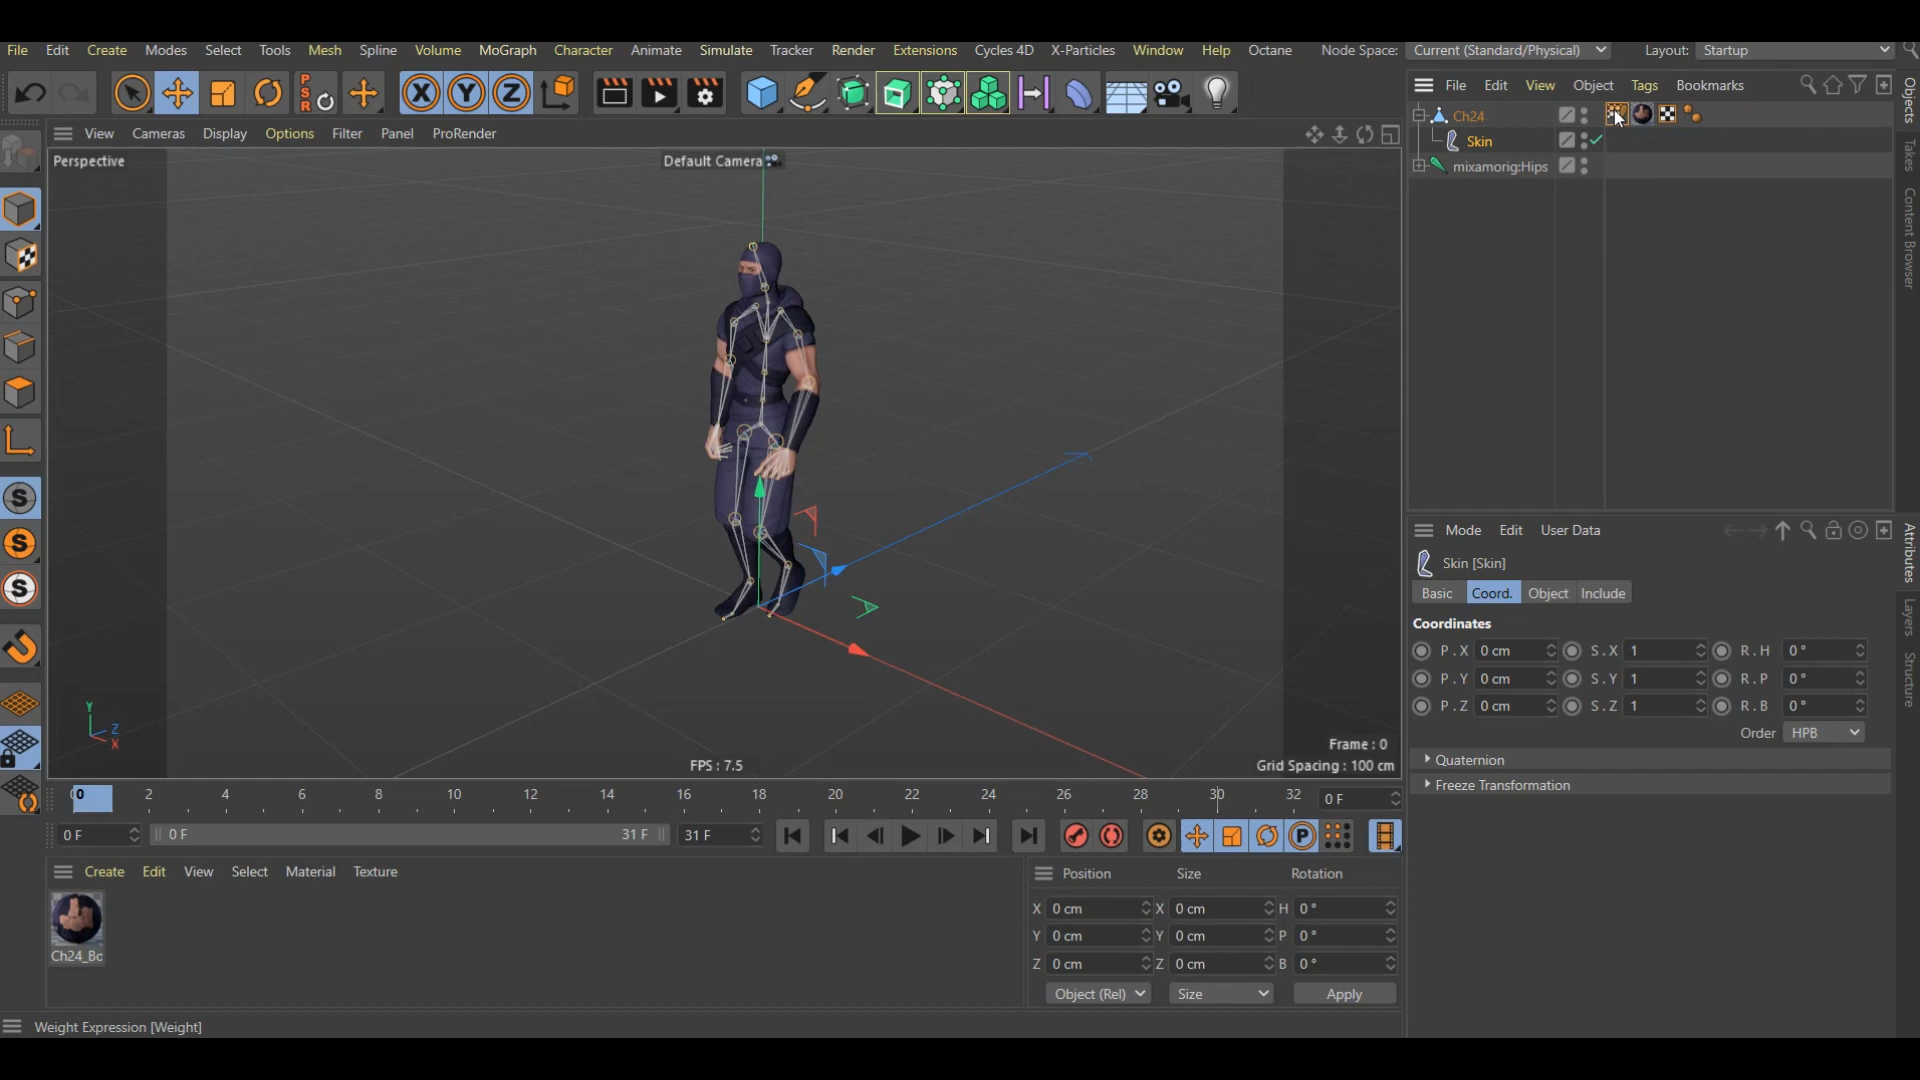 File Edit Create Modes Select Tools Mesh Spline Volume MoGraph Character Animate Simulate Tracker Render Extensions Cycles 4D X-Particles Window Help Octane Node Space: Current (Standard/Physical) Layout: Startup
PSR X Y Z
File Edit View Object Tags Bookmarks
View Cameras Display Options Filter Panel ProRender
Perspective
Default Camera
Ch24
Skin
mixamorig:Hips
Objects
Takes
Content Browser
Mode Edit User Data
Skin [Skin]
Basic Coord. Object Include
Coordinates
P . X 0 cm S . X 1 R . H 0 °
P . Y 0 cm S . Y 1 R . P 0 °
P . Z 0 cm S . Z 1 R . B 0 °
Order HPB
Quaternion
Freeze Transformation
Attributes
Layers
Structure
S
S
S
Y
Z
X
Frame : 0
FPS : 7.5
Grid Spacing : 100 cm
0 2 4 6 8 10 12 14 16 18 20 22 24 26 28 30 32 0 F
0 F 0 F 31 F 31 F
P
Create Edit View Select Material Texture
Ch24_Bo
Position Size Rotation
X 0 cm X 0 cm H 0 °
Y 0 cm Y 0 cm P 0 °
Z 0 cm Z 0 cm B 0 °
Object (Rel) Size Apply
Weight Expression [Weight]